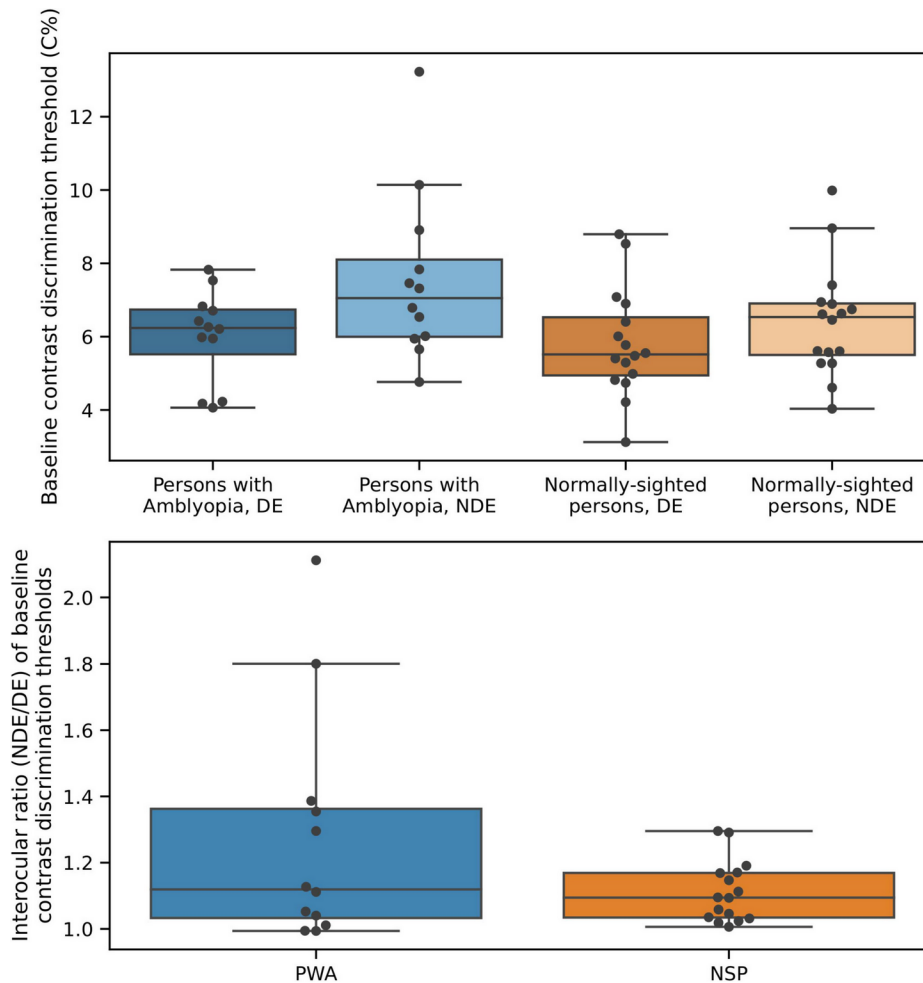 Baseline contrast discrimination threshold (C%)
12
10
8
6
4
Persons with
Amblyopia, DE
Persons with
Amblyopia, NDE
Normally-sighted
persons, DE
Normally-sighted
persons, NDE
Interocular ratio (NDE/DE) of baseline
contrast discrimination thresholds
2.0
1.8
1.6
1.4
1.2
1.0
PWA
NSP